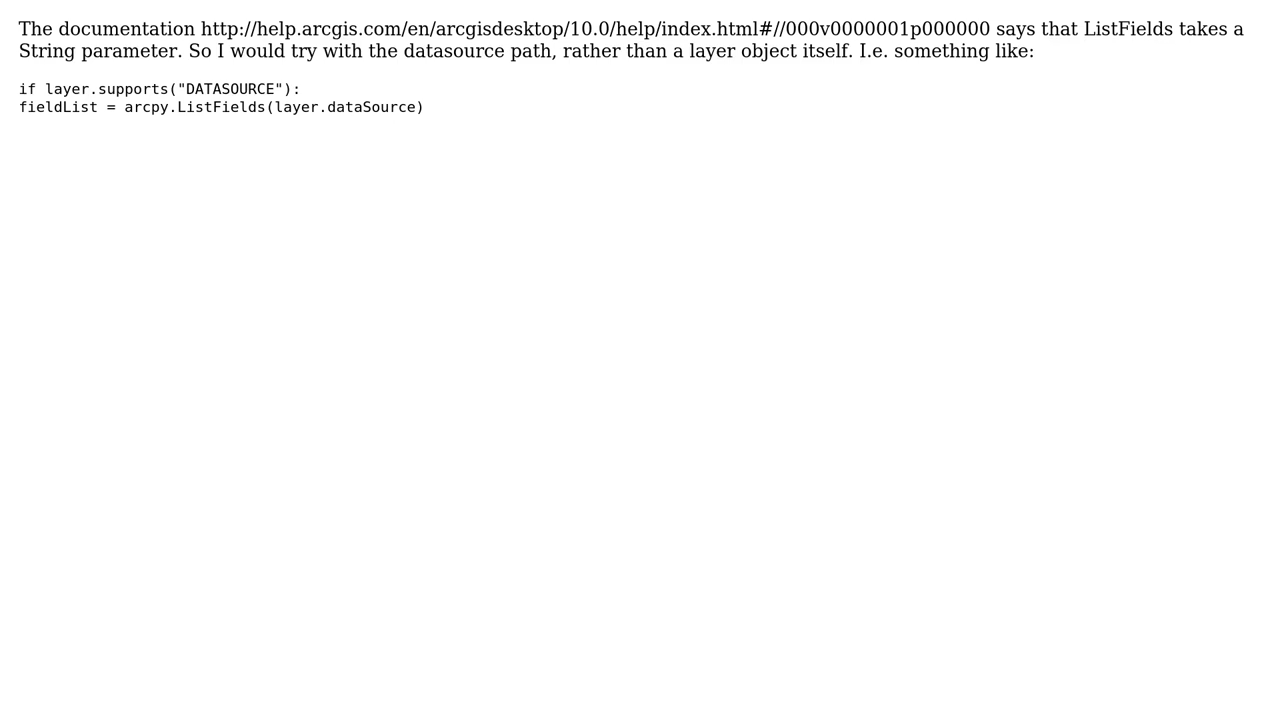 The documentation http://help.arcgis.com/en/arcgisdesktop/10.0/help/index.html#//000v0000001p000000 says that ListFields takes a
String parameter. So I would try with the datasource path, rather than a layer object itself. I.e. something like:
if layer.supports("DATASOURCE"):
fieldList = arcpy.ListFields(layer.dataSource)